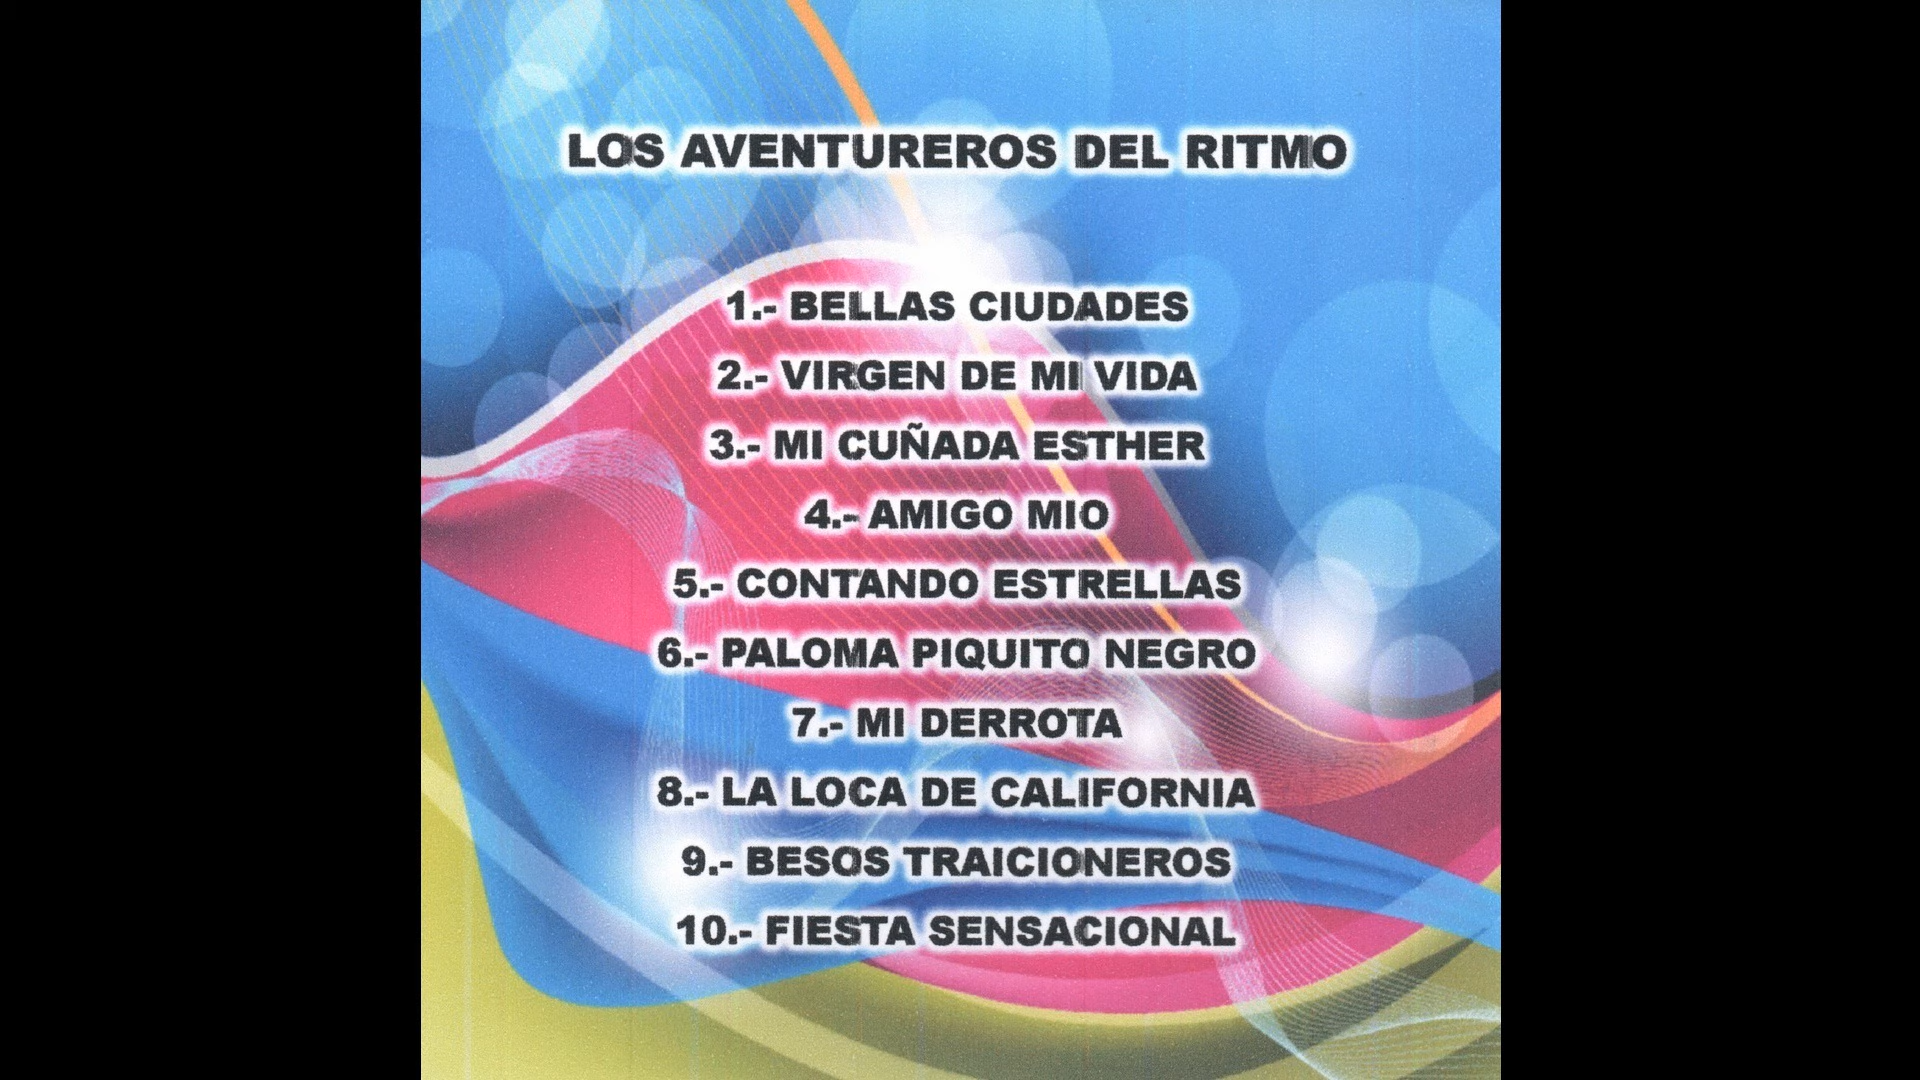 LOS AVENTUREROS DEL RITMO
1.- BELLAS CIUDADES
2.- VIRGEN DE MI VIDA
3.- MI CUÑADA ESTHER
4.- AMIGO MIO
5.- CONTANDO ESTRELLAS
6.- PALOMA PIQUITO NEGRO
7.- MI DERROTA
8.- LA LOCA DE CALIFORNIA
9.- BESOS TRAICIONEROS
10.- FIESTA SENSACIONAL